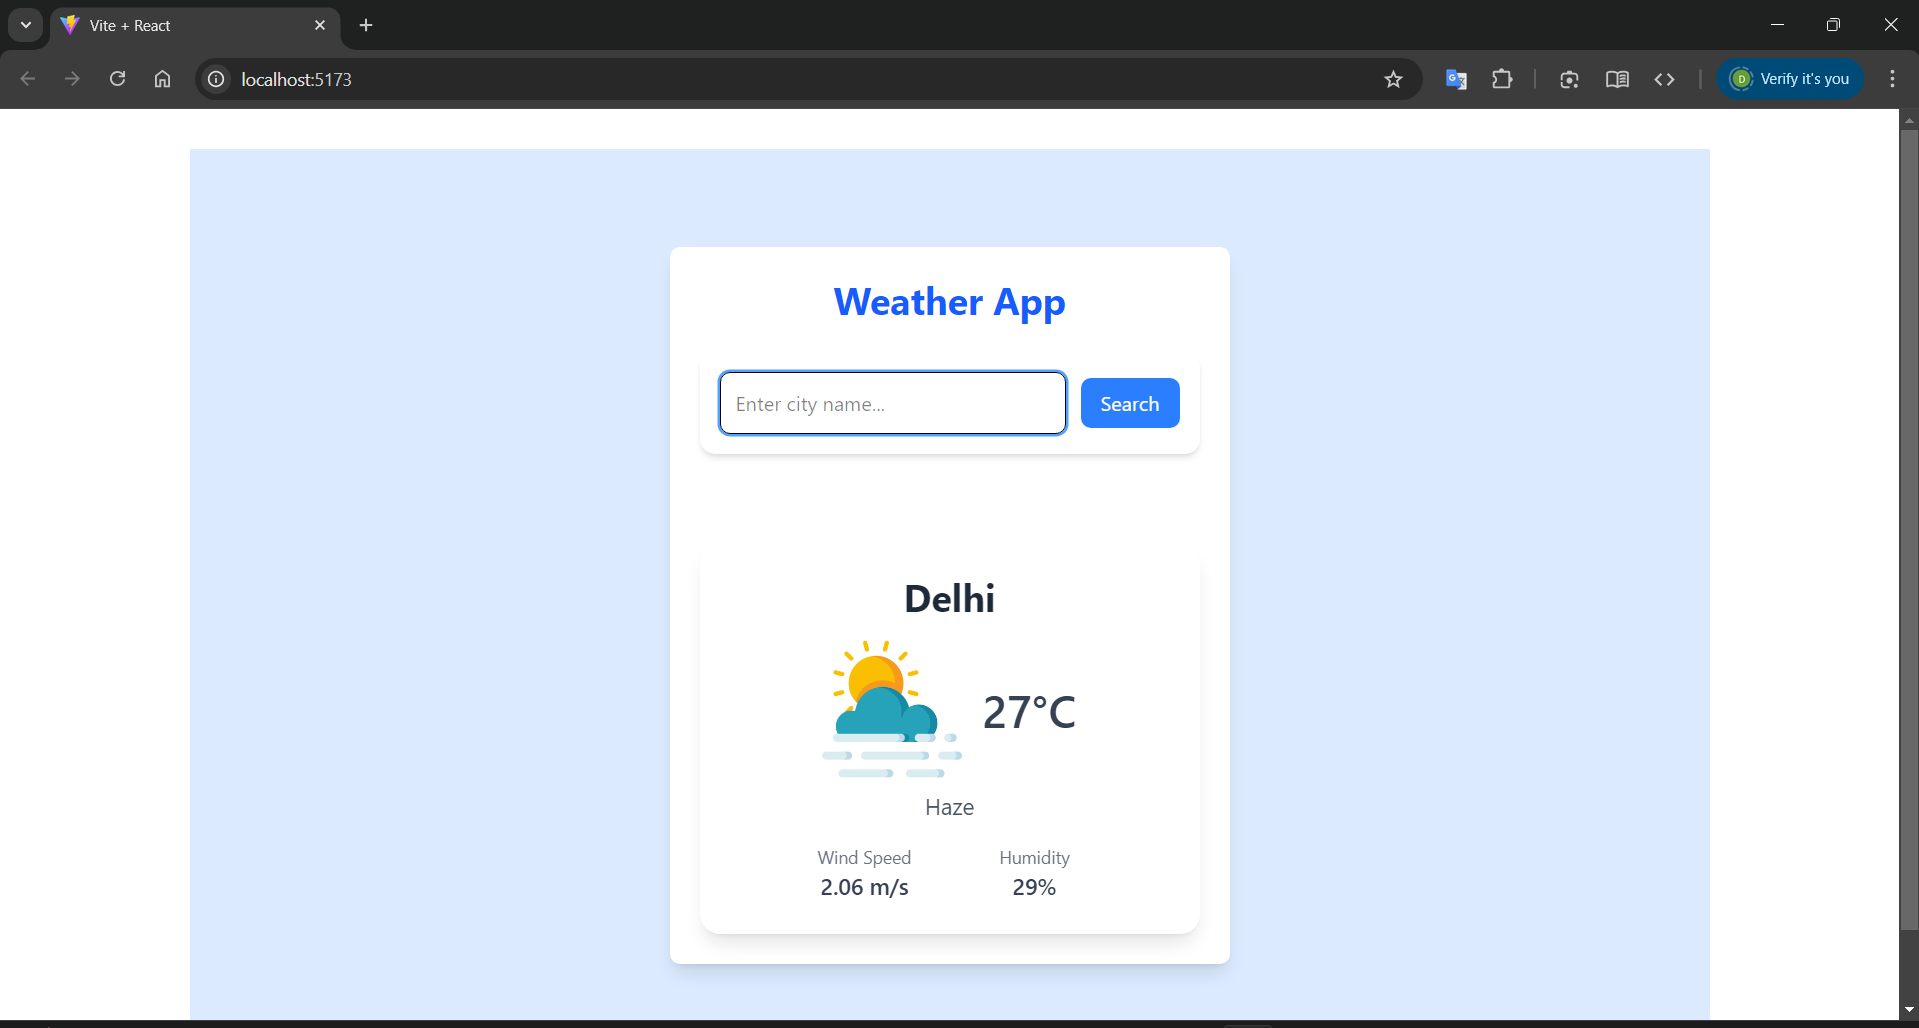 Vite + React
localhost:5173
Verify it's you
D
Weather App
Enter city name...
Search
Delhi
27°C
Haze
Wind Speed
Humidity
2.06 m/s
29%